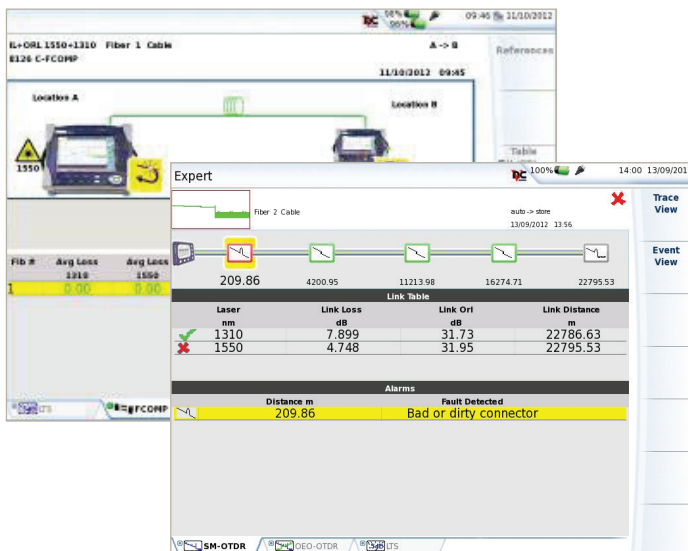 98%
96%
09:46 11/10/2012
IL+ORL 1550+1310 Fiber 1 Cable
A -> B
References
8126 C-FCOMP
11/10/2012 09:45
Location A
Location B
1550
Table
Fib # Avg Loss Avg Loss
1310 1550
1 0.00 0.00
LTS
FCOMP
Expert
100%
14:00 13/09/201
Fiber 2 Cable
auto -> store
13/09/2012 13:56
Trace
View
Event
View
209.86 4200.95 11213.98 16274.71 22795.53
Link Table
Laser Link Loss Link Orl Link Distance
nm dB dB m
1310 7.899 31.73 22786.63
1550 4.748 31.95 22795.53
Alarms
Distance m Fault Detected
209.86 Bad or dirty connector
SM-OTDR OEO-OTDR LTS